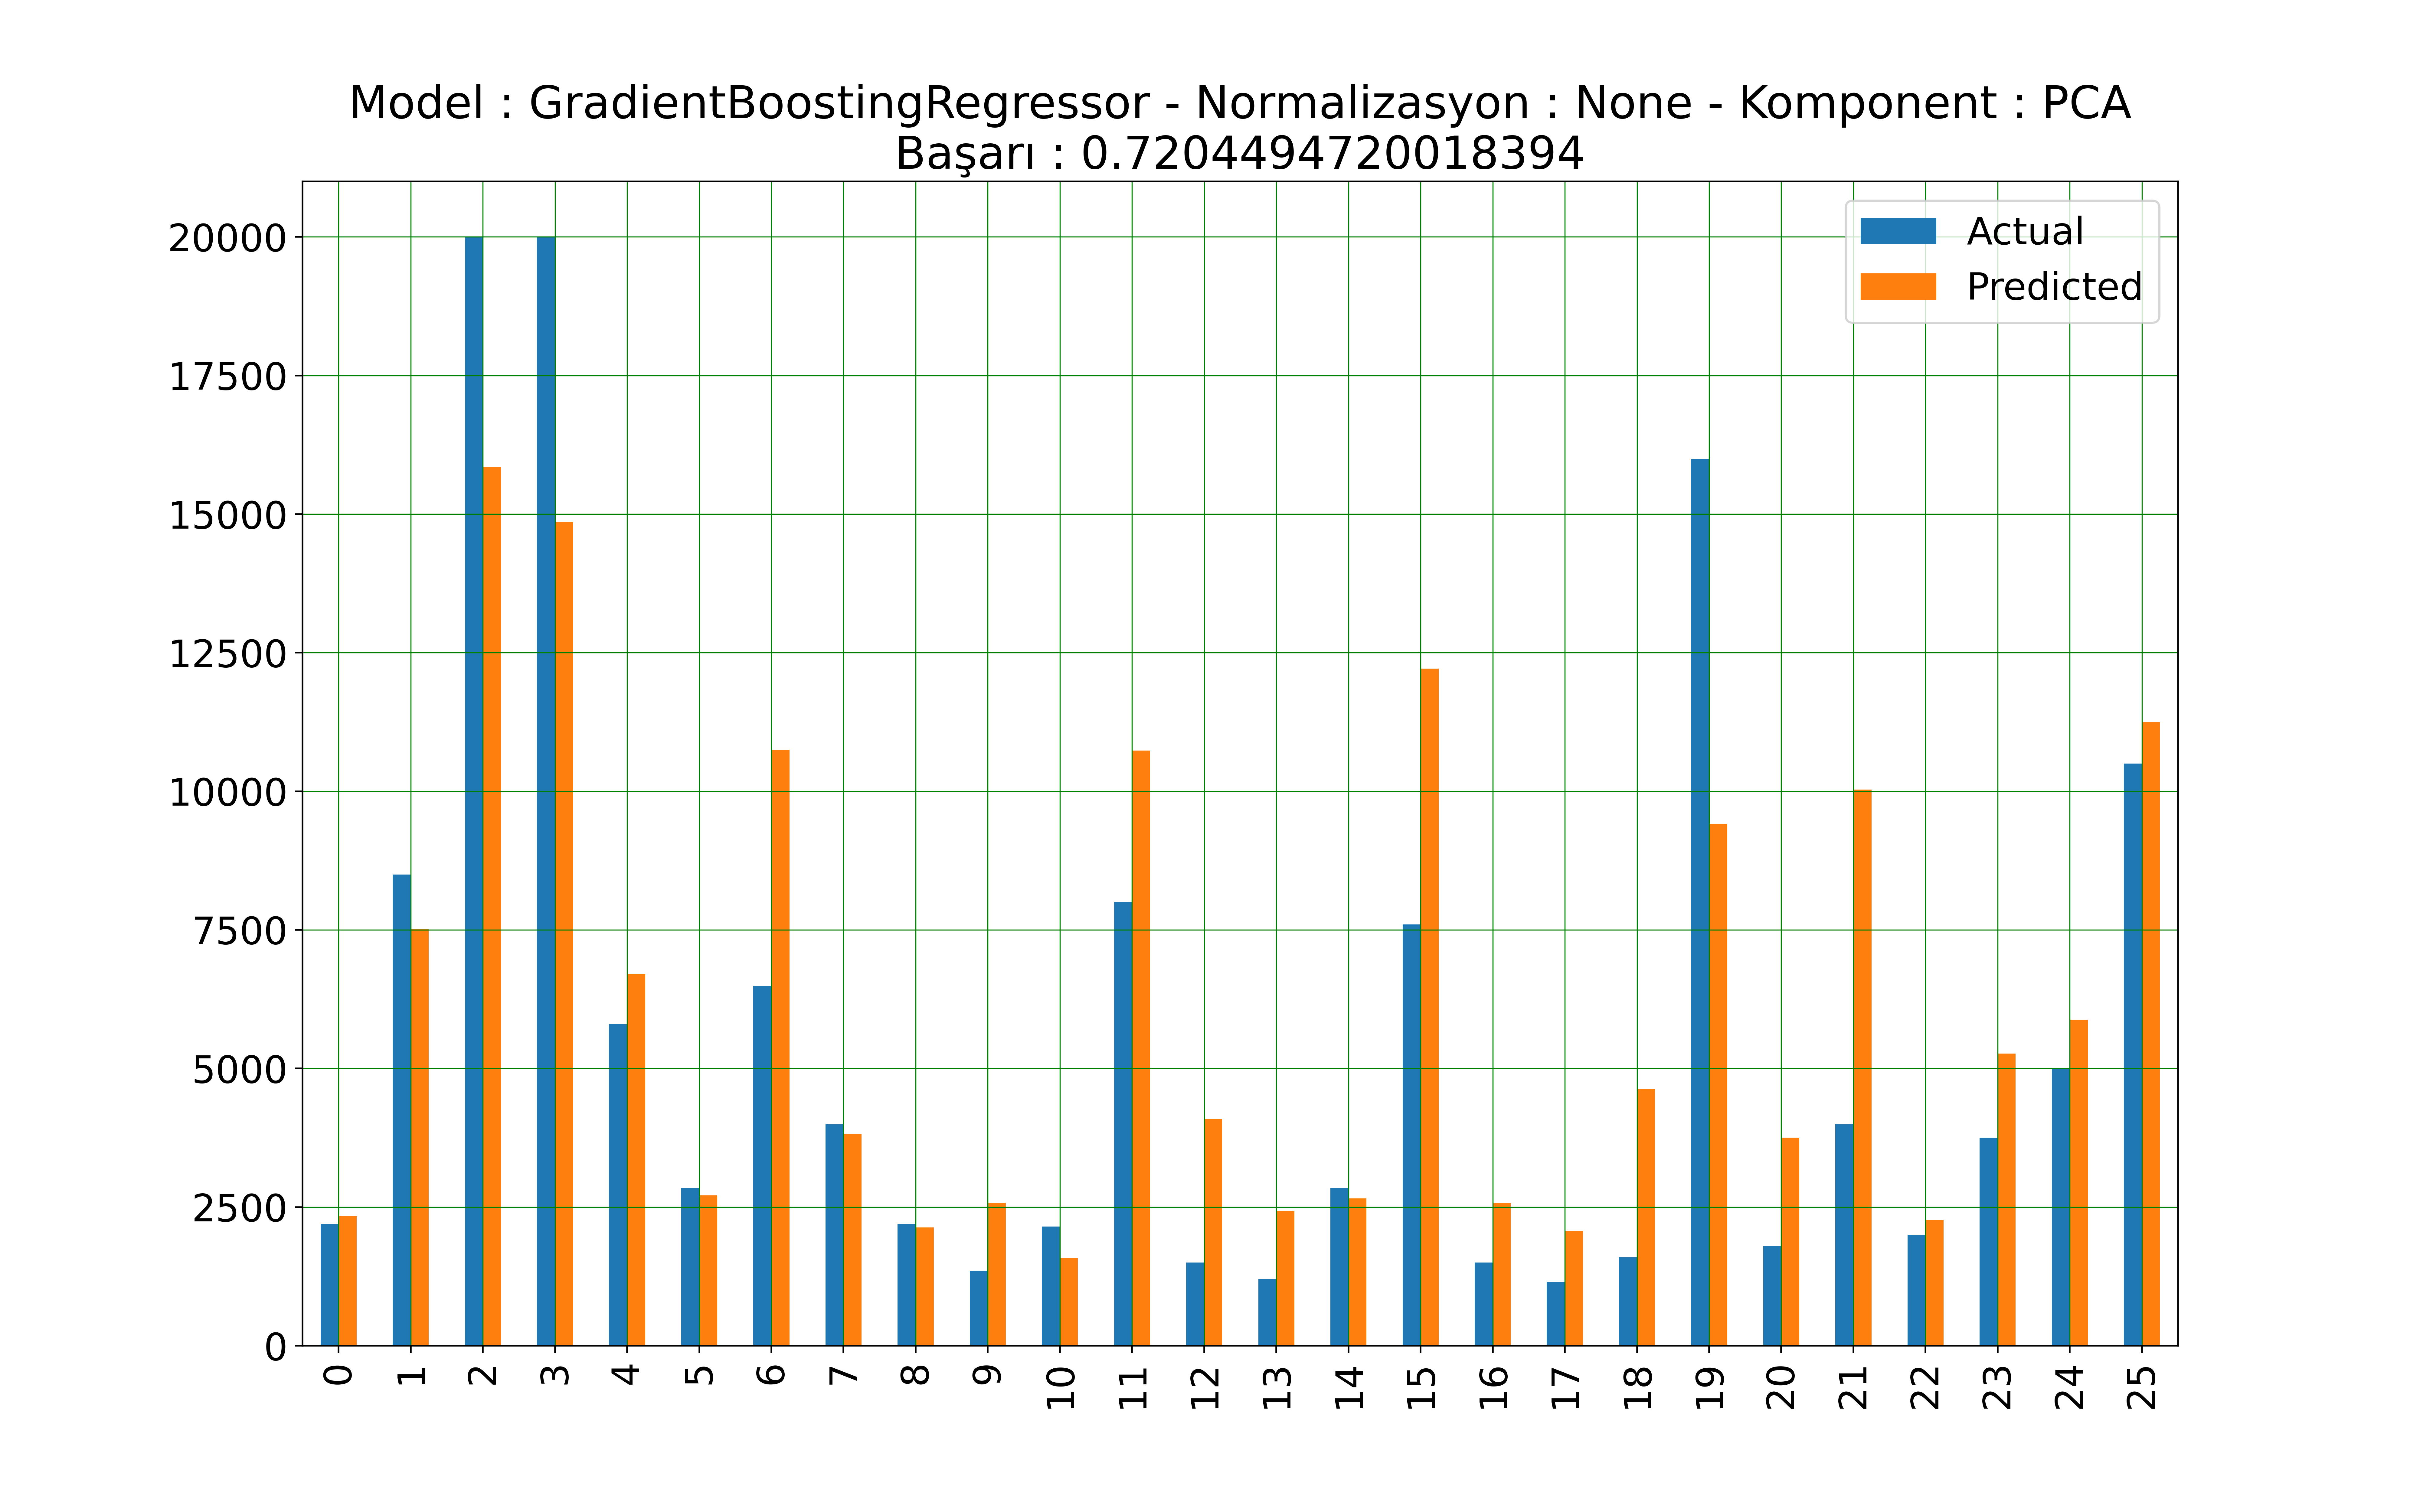 Model : GradientBoostingRegressor - Normalizasyon : None - Komponent : PCA
Başarı : 0.7204494720018394
Actual
Predicted
20000
17500
15000
12500
10000
7500
5000
2500
0
0 1 2 3 4 5 6 7 8 9 10 11 12 13 14 15 16 17 18 19 20 21 22 23 24 25